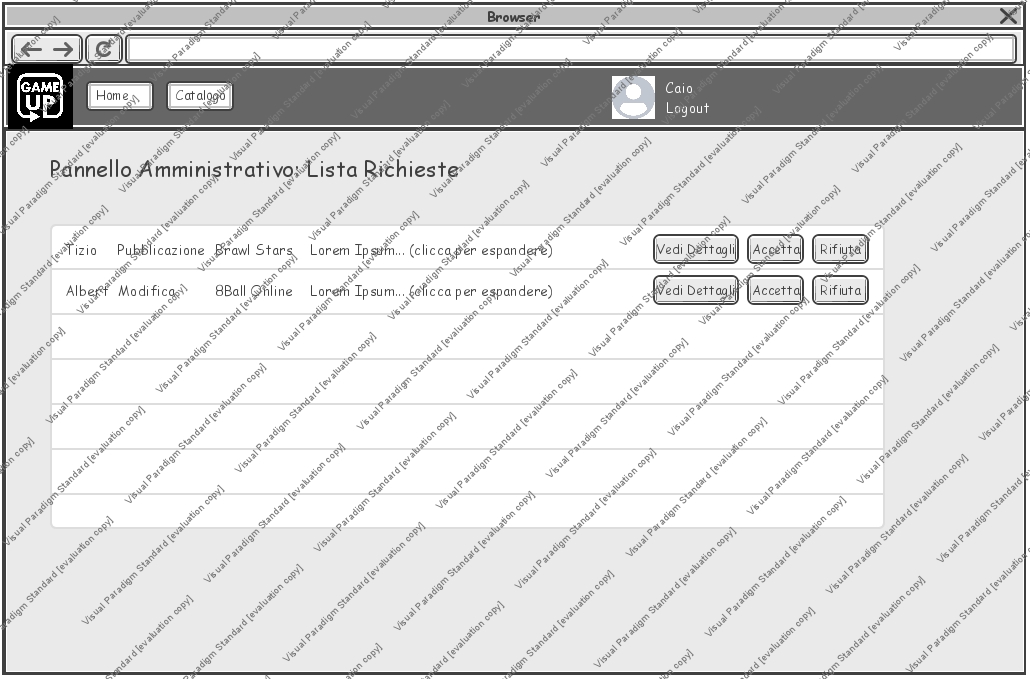 Browser
GAME UP
Home
Catalogo
Caio
Logout
Pannello Amministrativo: Lista Richieste
Tizio Pubblicazione Brawl Stars Lorem Ipsum... (clicca per espandere) Vedi Dettagli Accetta Rifiuta
Albert Modifica 8Ball Online Lorem Ipsum... (clicca per espandere) Vedi Dettagli Accetta Rifiuta
Visual Paradigm Standard [evaluation copy]